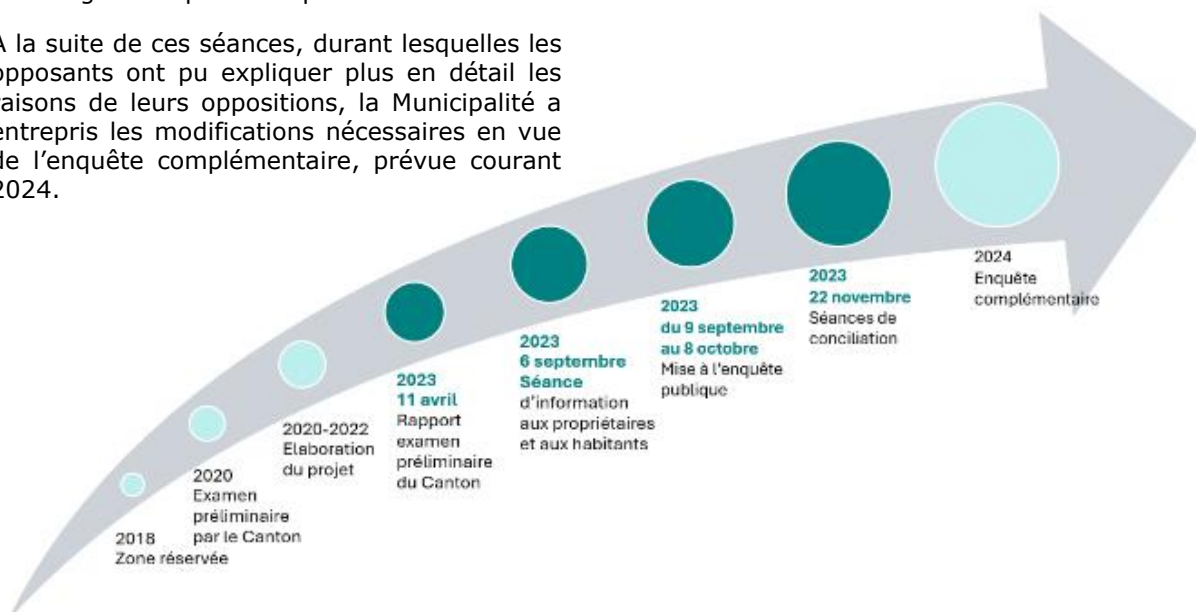 A la suite de ces séances, durant lesquelles les
opposants ont pu expliquer plus en détail les
raisons de leurs oppositions, la Municipalité a
entrepris les modifications nécessaires en vue
de l'enquête complémentaire, prévue courant
2024.
2018
Zone réservée
2020
Examen
préliminaire
par le Canton
2020-2022
Elaboration
du projet
2023
11 avril
Rapport
examen
préliminaire
du Canton
2023
6 septembre
Séance
d'information
aux propriétaires
et aux habitants
2023
du 9 septembre
au 8 octobre
Mise à l'enquête
publique
2023
22 novembre
Séances de
conciliation
2024
Enquête
complémentaire